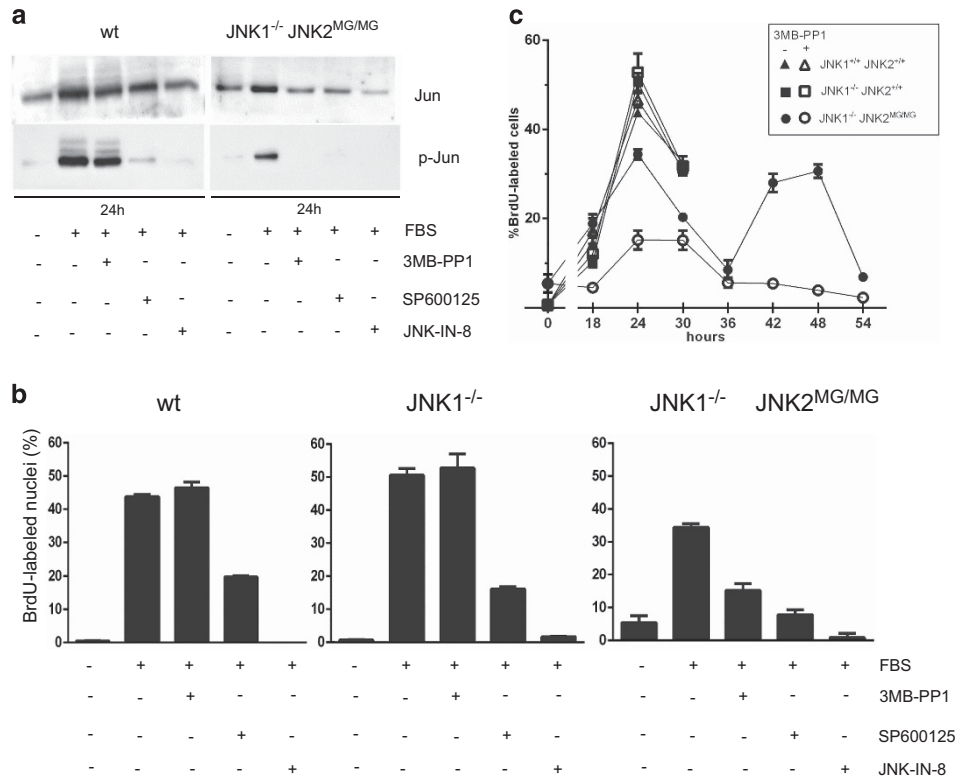 a
wt JNK1-/- JNK2MG/MG
Jun
p-Jun
24h 24h
- + + + + - + + + + FBS
- - + - - - - + - - 3MB-PP1
- - - + - - - - + - SP600125
- - - - + - - - - + JNK-IN-8
c
3MB-PP1
- +
JNK1+/+ JNK2+/+
JNK1-/- JNK2+/+
JNK1-/- JNK2MG/MG
%BrdU-labeled cells
60
40
20
0 18 24 30 36 42 48 54
hours
b
wt
BrdU-labeled nuclei (%)
60
50
40
30
20
10
0
JNK1-/-
60
50
40
30
20
10
0
JNK1-/- JNK2MG/MG
60
50
40
30
20
10
0
- + + + + - + + + + - + + + + FBS
- - + - - - - + - - - - + - - 3MB-PP1
- - - + - - - - + - - - - + - SP600125
- - - - + - - - - + - - - - + JNK-IN-8